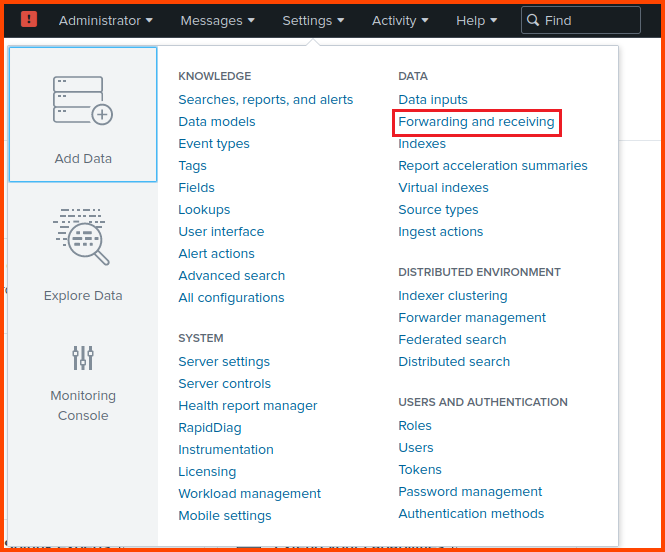 Administrator Messages Settings Activity Help Find
Add Data
Explore Data
Monitoring
Console
KNOWLEDGE
Searches, reports, and alerts
Data models
Event types
Tags
Fields
Lookups
User interface
Alert actions
Advanced search
All configurations
SYSTEM
Server settings
Server controls
Health report manager
RapidDiag
Instrumentation
Licensing
Workload management
Mobile settings
DATA
Data inputs
Forwarding and receiving
Indexes
Report acceleration summaries
Virtual indexes
Source types
Ingest actions
DISTRIBUTED ENVIRONMENT
Indexer clustering
Forwarder management
Federated search
Distributed search
USERS AND AUTHENTICATION
Roles
Users
Tokens
Password management
Authentication methods